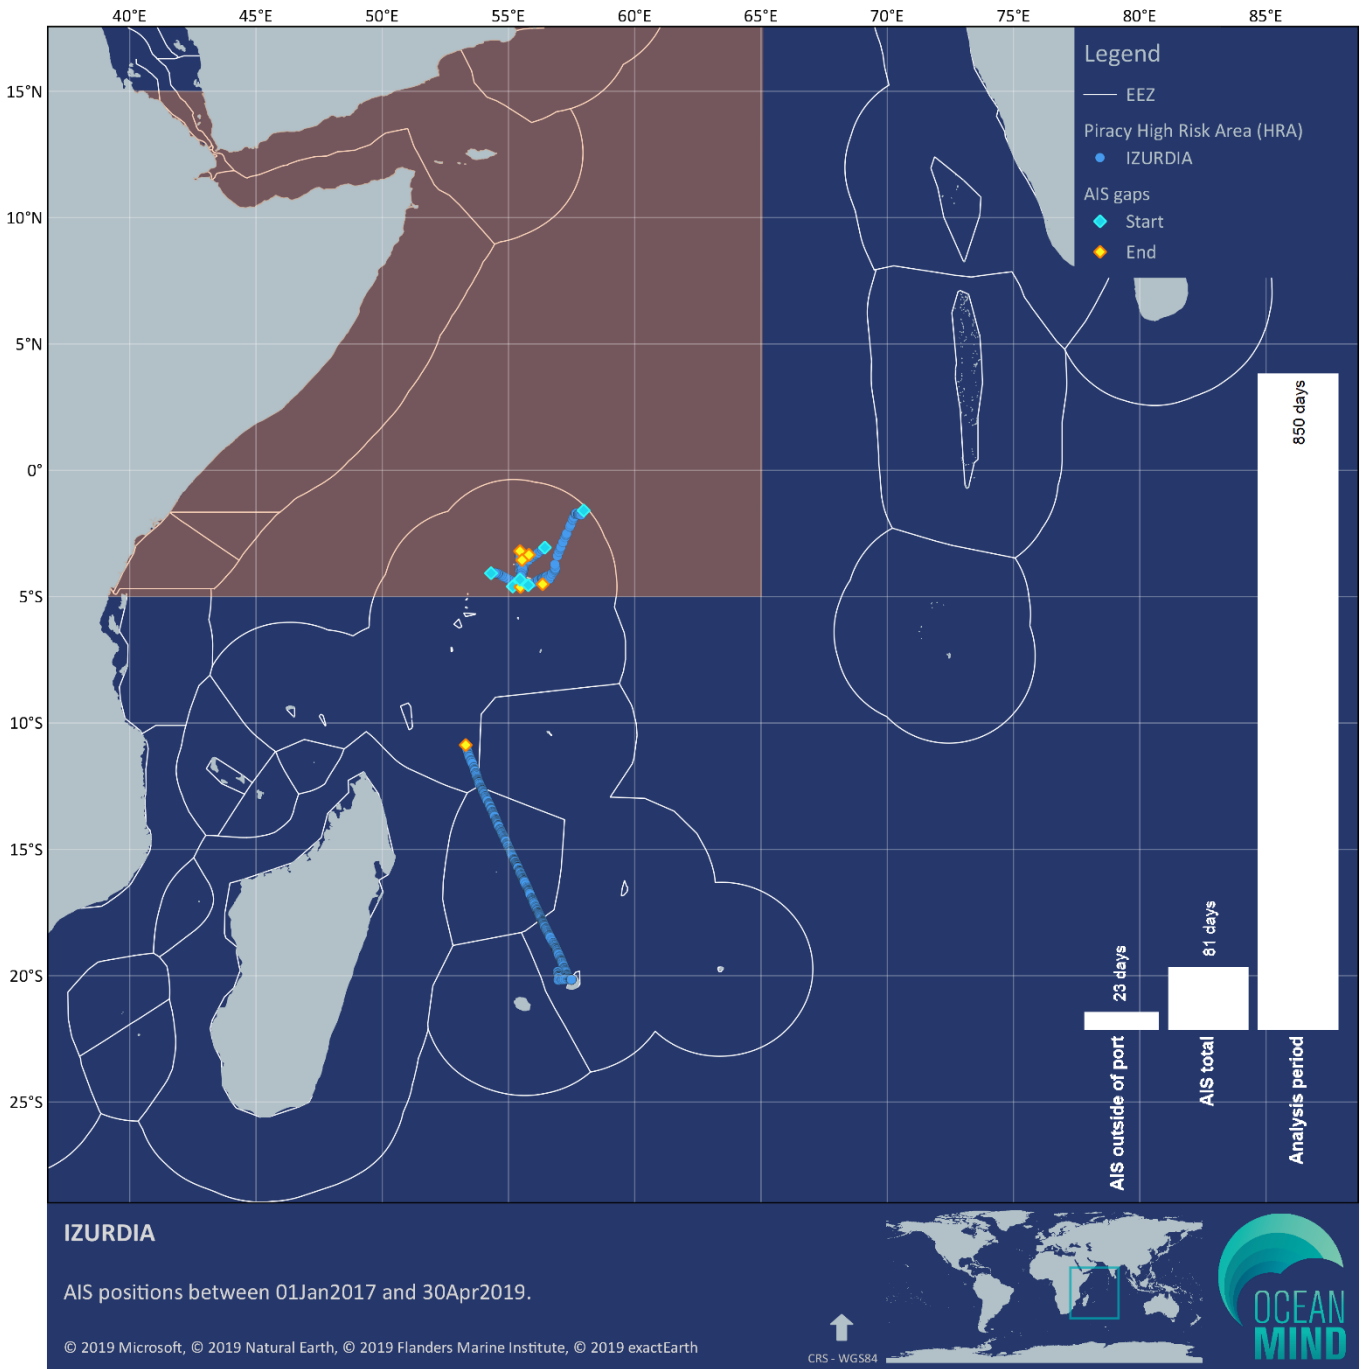 40°E 45°E 50°E 55°E 60°E 65°E 70°E 75°E 80°E 85°E
15°N
10°N
5°N
0°
5°S
10°S
15°S
20°S
25°S
Legend
EEZ
Piracy High Risk Area (HRA)
IZURDIA
AIS gaps
Start
End
23 days
81 days
850 days
AIS outside of port
AIS total
Analysis period
IZURDIA
AIS positions between 01Jan2017 and 30Apr2019.
© 2019 Microsoft, © 2019 Natural Earth, © 2019 Flanders Marine Institute, © 2019 exactEarth
CRS - WGS84
OCEAN
MIND